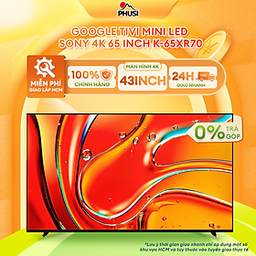 PHUSI
GOOGLE TIVI MINI LED
SONY 4K 65 INCH K-65XR70
MIỄN PHÍ
GIAO LẮP HCM
100%
CHÍNH HÃNG
MÀN HÌNH 4K
43INCH
24H
GIAO NHANH
0% TRẢ
GÓP
*Lưu ý thời gian giao nhanh chỉ áp dụng một số
khu vực HCM và tùy thuộc vào tuyến giao thực tế